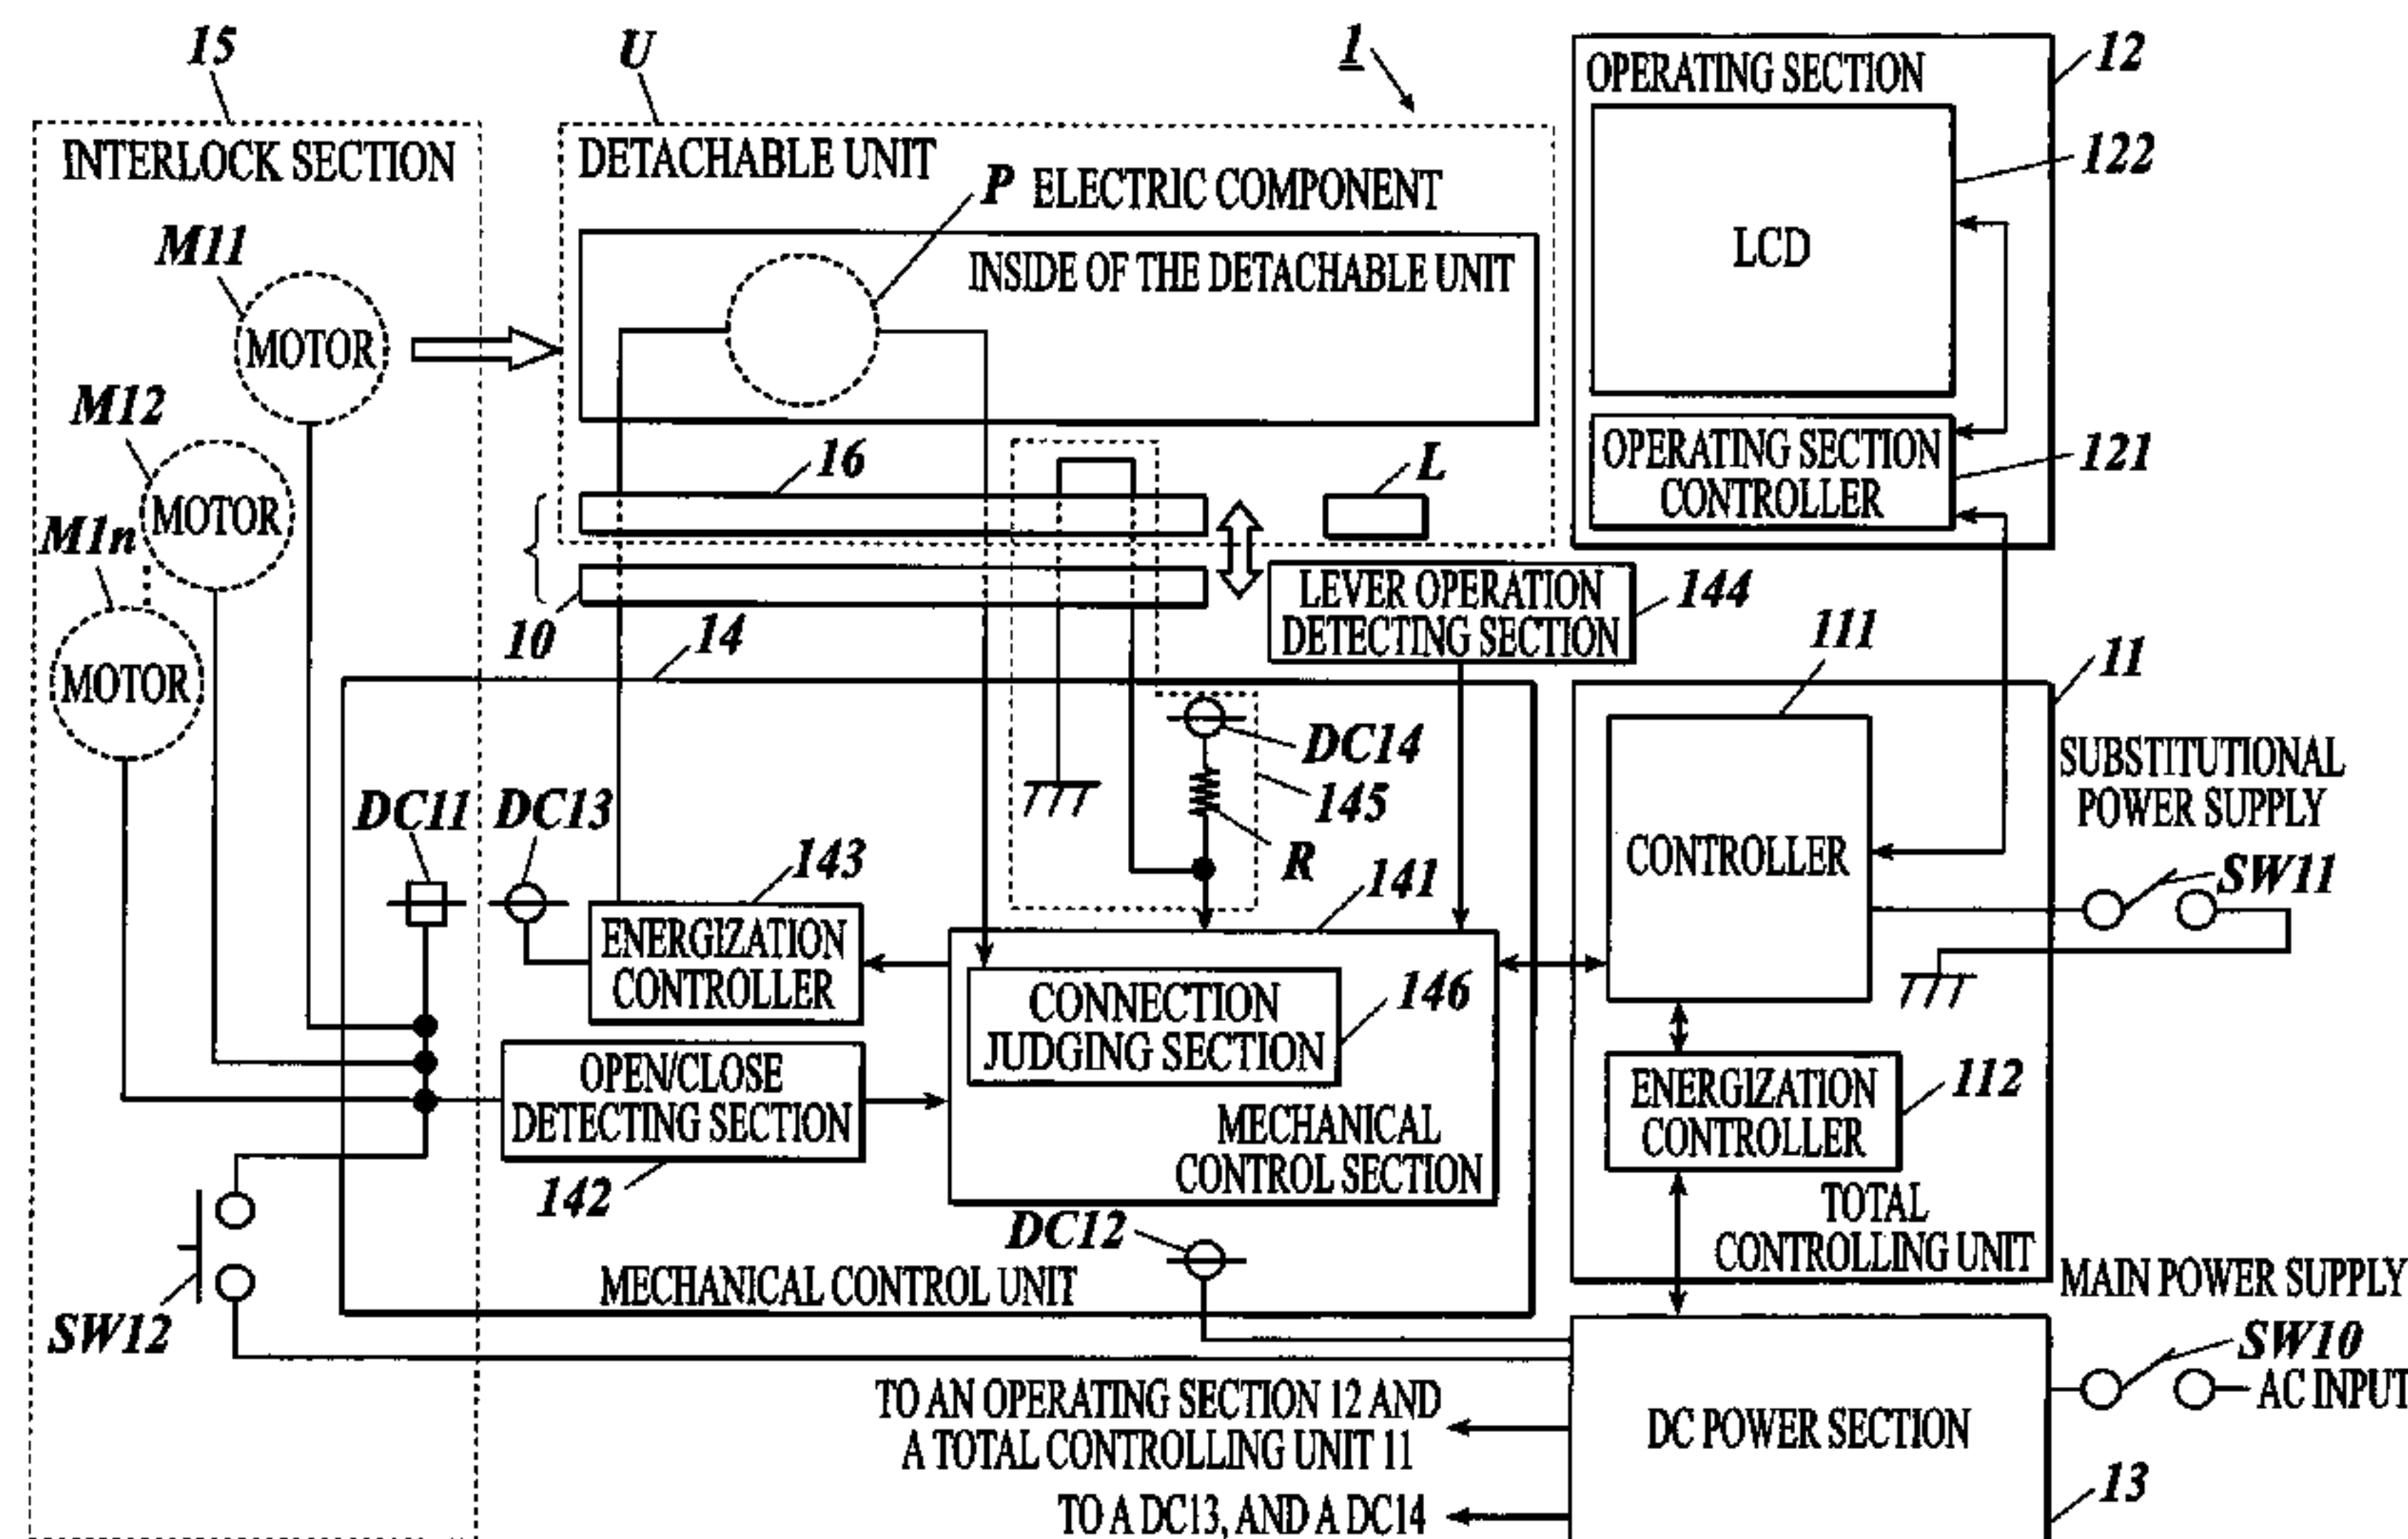 15
U
1
12
OPERATING SECTION
INTERLOCK SECTION
DETACHABLE UNIT
P ELECTRIC COMPONENT
122
M11
INSIDE OF THE DETACHABLE UNIT
LCD
MOTOR
M12
16
L
OPERATING SECTION
CONTROLLER
121
MOTOR
M1n
10
14
LEVER OPERATION
DETECTING SECTION
144
111
11
MOTOR
DC14
SUBSTITUTIONAL
POWER SUPPLY
DC11
DC13
145
143
R
141
CONTROLLER
SW11
ENERGIZATION
CONTROLLER
CONNECTION
JUDGING SECTION
146
OPEN/CLOSE
DETECTING SECTION
142
ENERGIZATION
CONTROLLER
112
MECHANICAL
CONTROL SECTION
TOTAL
CONTROLLING UNIT
DC12
MECHANICAL CONTROL UNIT
MAIN POWER SUPPLY
SW12
SW10
AC INPUT
TO AN OPERATING SECTION 12 AND
A TOTAL CONTROLLING UNIT 11
DC POWER SECTION
13
TO A DC13, AND A DC14